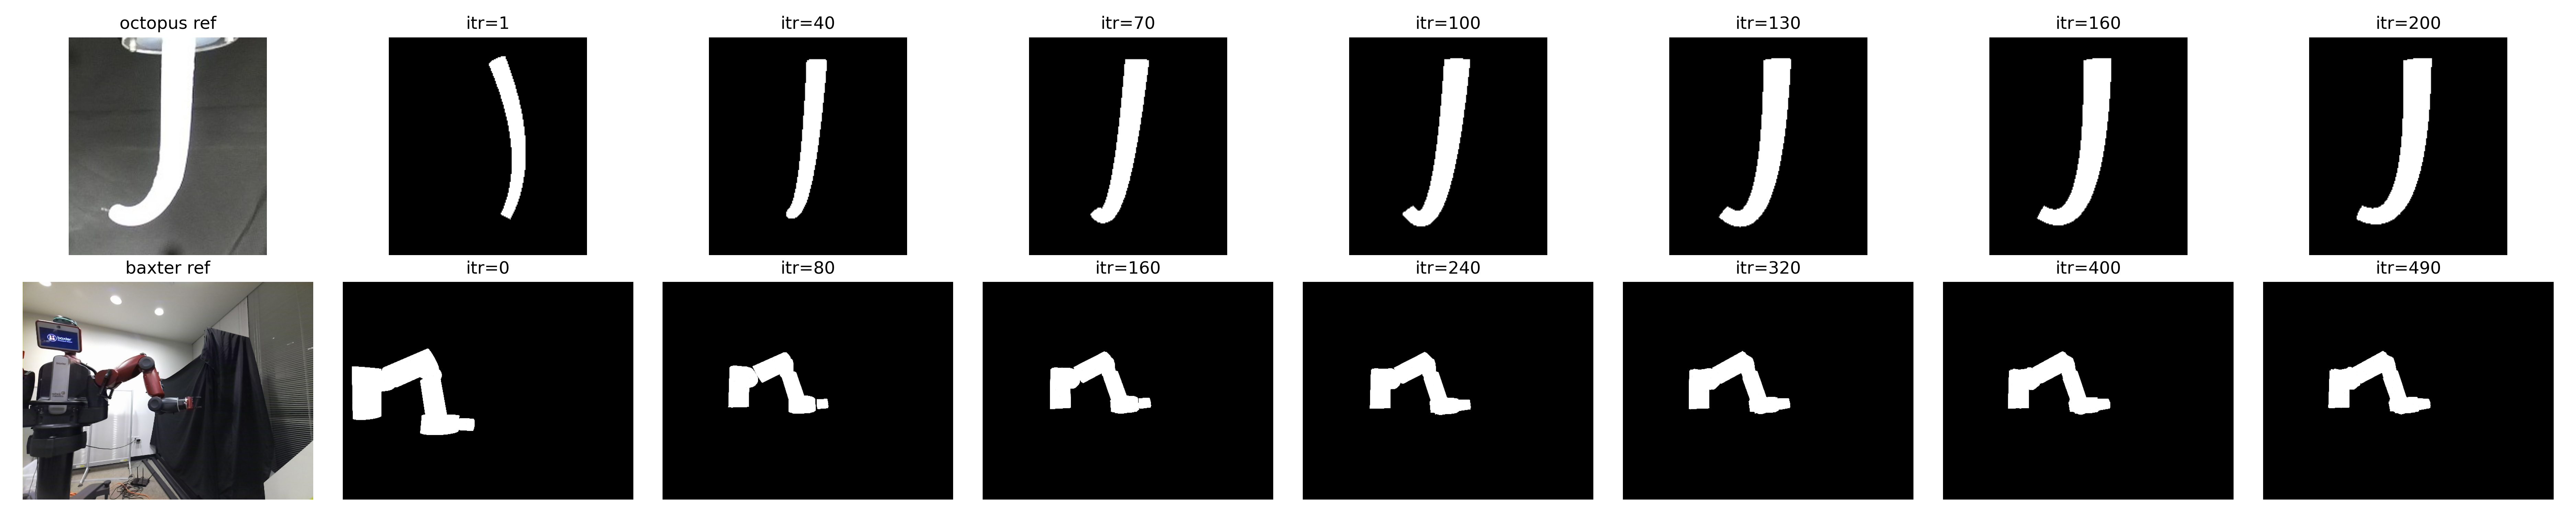 octopus ref itr=1 itr=40 itr=70 itr=100 itr=130 itr=160 itr=200
baxter ref itr=0 itr=80 itr=160 itr=240 itr=320 itr=400 itr=490